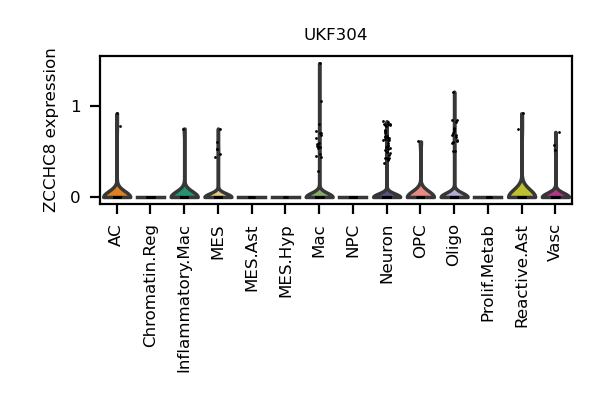 UKF304
ZCCHC8 expression
1
0
AC
Chromatin.Reg
Inflammatory.Mac
MES
MES.Ast
MES.Hyp
Mac
NPC
Neuron
OPC
Oligo
Prolif.Metab
Reactive.Ast
Vasc